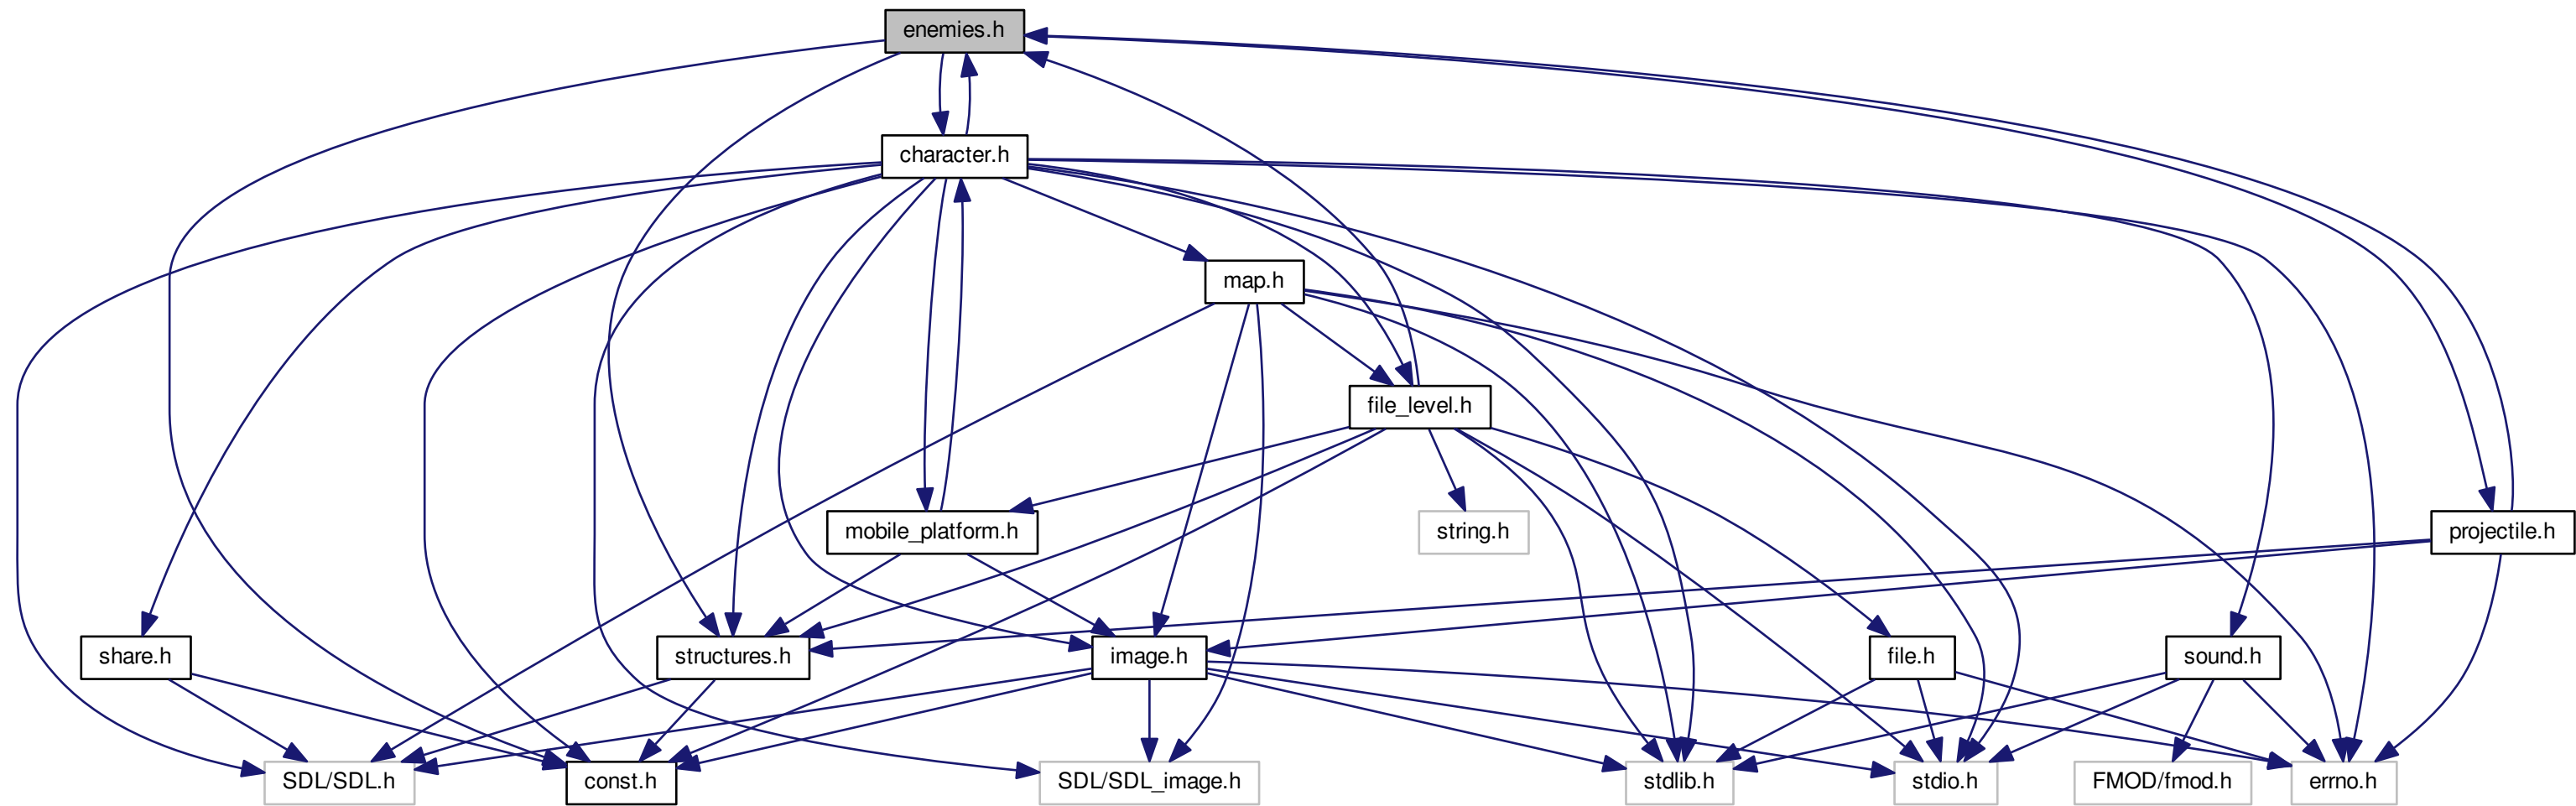 enemies.h
character.h
map.h
file_level.h
mobile_platform.h
string.h
projectile.h
share.h
structures.h
image.h
file.h
sound.h
SDL/SDL.h
const.h
SDL/SDL_image.h
stdlib.h
stdio.h
FMOD/fmod.h
errno.h